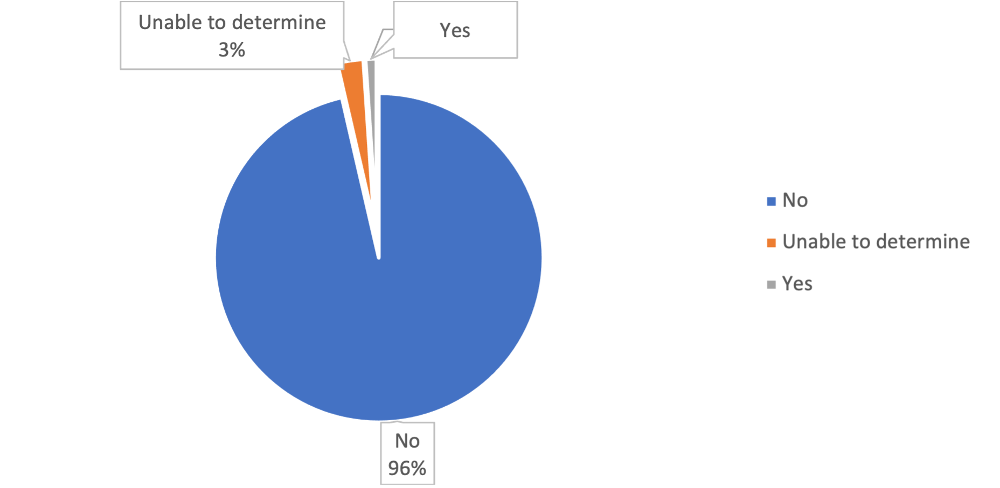 Unable to determine
3%
Yes
No
Unable to determine
Yes
No
96%